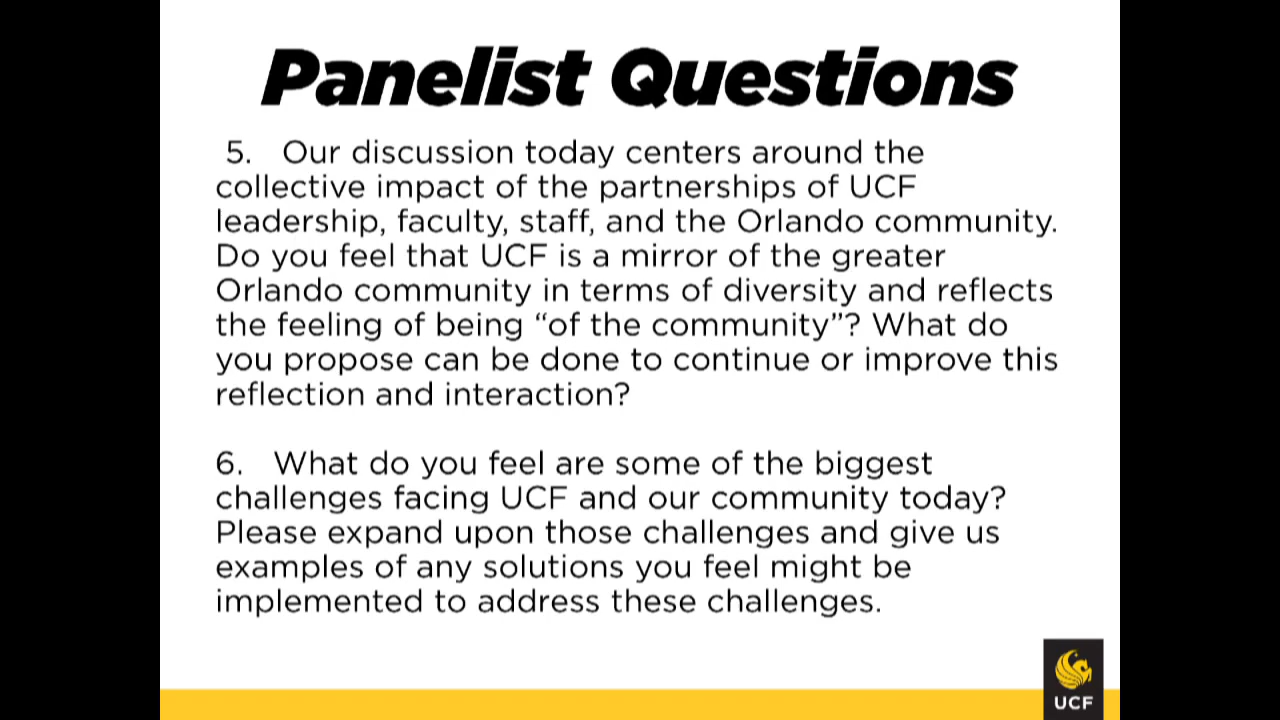 Panelist Questions
5. Our discussion today centers around the
collective impact of the partnerships of UCF
leadership, faculty, staff, and the Orlando community.
Do you feel that UCF is a mirror of the greater
Orlando community in terms of diversity and reflects
the feeling of being “of the community”? What do
you propose can be done to continue or improve this
reflection and interaction?
6. What do you feel are some of the biggest
challenges facing UCF and our community today?
Please expand upon those challenges and give us
examples of any solutions you feel might be
implemented to address these challenges.
UCF